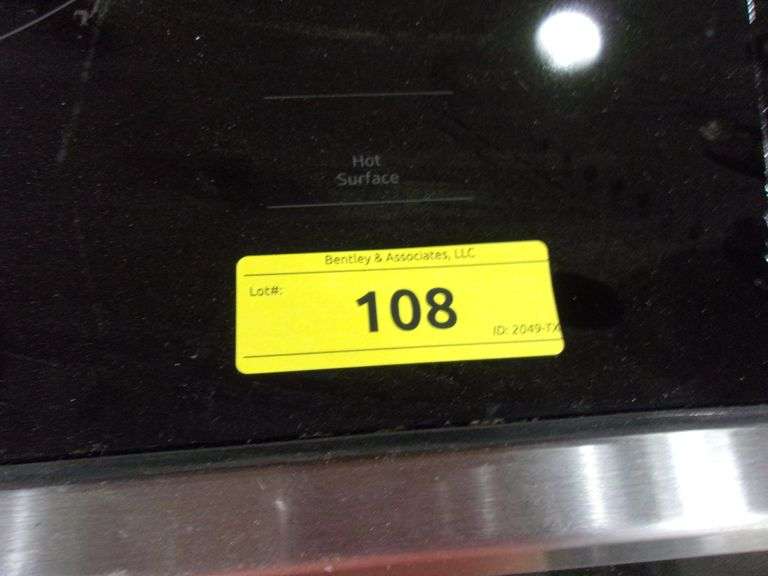 Hot
Surface
Bentley & Associates, LLC
Lot#:
108
ID: 2049-TX